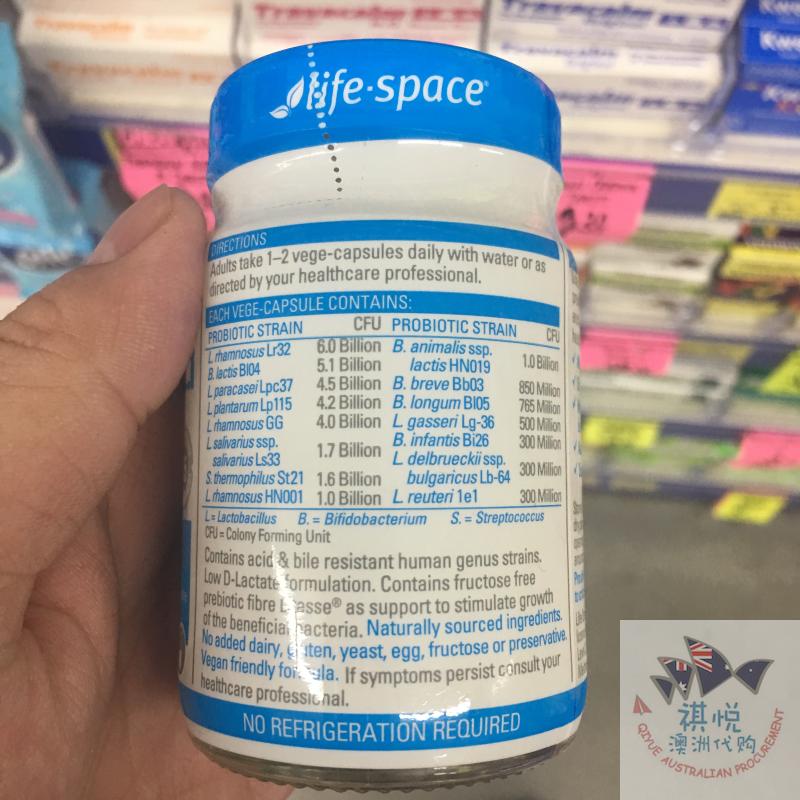 life·space
DIRECTIONS
Adults take 1–2 vege-capsules daily with water or as
directed by your healthcare professional.
EACH VEGE-CAPSULE CONTAINS:
PROBIOTIC STRAIN CFU
L. rhamnosus Lr32 6.0 Billion
B. lactis Bl04 5.1 Billion
L. paracasei Lpc37 4.5 Billion
L. plantarum Lp115 4.2 Billion
L. rhamnosus GG 4.0 Billion
L. salivarius ssp.
salivarius Ls33 1.7 Billion
S. thermophilus St21 1.6 Billion
L. rhamnosus HN001 1.0 Billion
PROBIOTIC STRAIN CFU
B. animalis ssp.
lactis HN019 1.0 Billion
B. breve Bb03 850 Million
B. longum Bl05 765 Million
L. gasseri Lg-36 500 Million
B. infantis Bi26 300 Million
L. delbrueckii ssp.
bulgaricus Lb-64 300 Million
L. reuteri 1e1 300 Million
L = Lactobacillus B. = Bifidobacterium S. = Streptococcus
CFU = Colony Forming Unit
Contains acid & bile resistant human genus strains.
Low D-Lactate formulation. Contains fructose free
prebiotic fibre as support to stimulate growth
of the beneficial bacteria. Naturally sourced ingredients.
No added dairy, gluten, yeast, egg, fructose or preservative.
Vegan friendly formula. If symptoms persist consult your
healthcare professional.
NO REFRIGERATION REQUIRED
Travacalm
祺悦
澳洲代购
QIYUE AUSTRALIAN PROCUREMENT